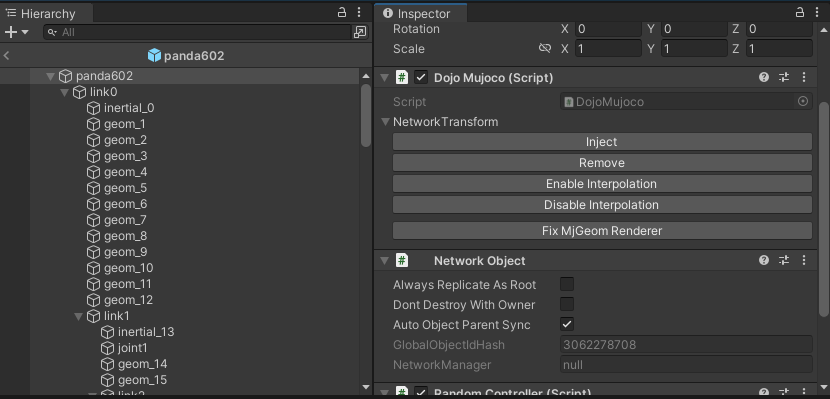 Hierarchy
All
panda602
panda602
link0
inertial_0
geom_1
geom_2
geom_3
geom_4
geom_5
geom_6
geom_7
geom_8
geom_9
geom_10
geom_11
geom_12
link1
inertial_13
joint1
geom_14
geom_15
link2
Inspector
Rotation X 0 Y 0 Z 0
Scale X 1 Y 1 Z 1
# Dojo Mujoco (Script)
Script # DojoMujoco
NetworkTransform
Inject
Remove
Enable Interpolation
Disable Interpolation
Fix MjGeom Renderer
# Network Object
Always Replicate As Root
Dont Destroy With Owner
Auto Object Parent Sync
GlobalObjectIdHash 3062278708
NetworkManager null
# Random Controller (Script)